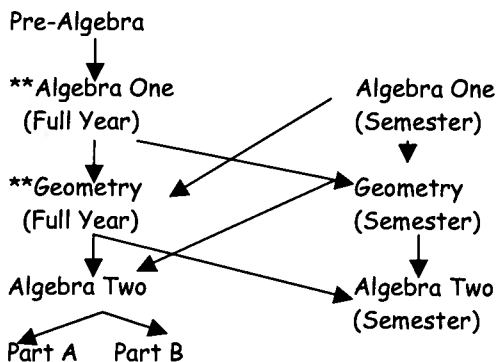 Pre-Algebra
**Algebra One
(Full Year)
Algebra One
(Semester)
**Geometry
(Full Year)
Geometry
(Semester)
Algebra Two
Algebra Two
(Semester)
Part A
Part B